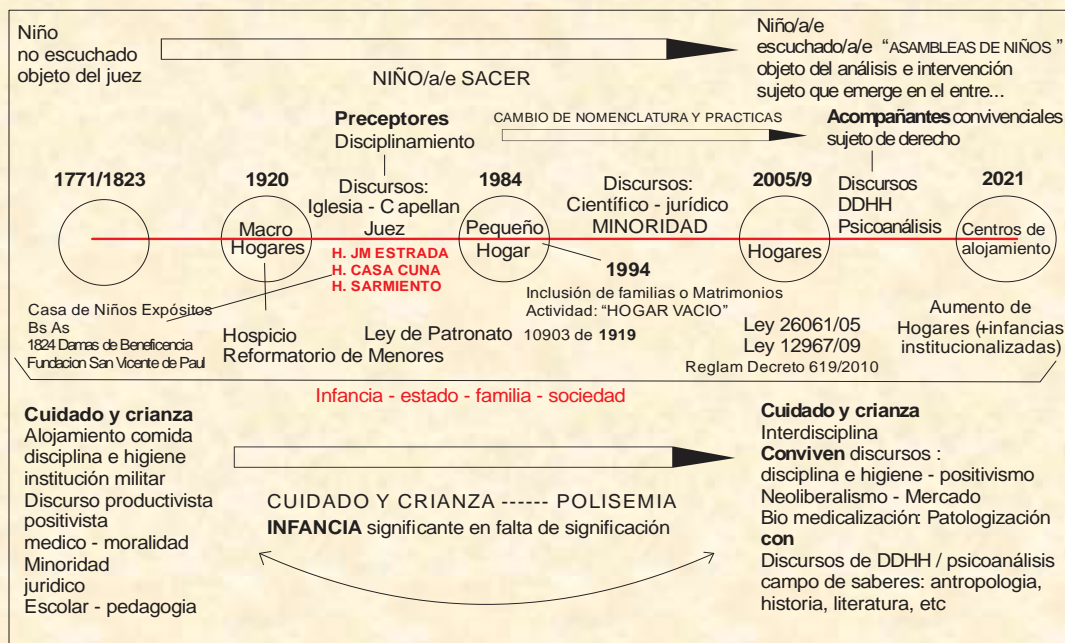 Niño
no escuchado
objeto del juez
NIÑO/a/e SACER
Niño/a/e
escuchado/a/e “ASAMBLEAS DE NIÑOS ”
objeto del análisis e intervención
sujeto que emerge en el entre...
Preceptores
Disciplinamiento
CAMBIO DE NOMENCLATURA Y PRACTICAS
Acompañantes convivenciales
sujeto de derecho
1771/1823
1920
Macro
Hogares
Discursos:
Iglesia - Capellan
Juez
H. JM ESTRADA
H. CASA CUNA
H. SARMIENTO
1984
Pequeño
Hogar
Discursos:
Científico - jurídico
MINORIDAD
2005/9
Hogares
Discursos
DDHH
Psicoanálisis
2021
Centros de
alojamiento
1994
Inclusión de familias o Matrimonios
Actividad: “HOGAR VACIO”
Casa de Niños Expósitos
Bs As
1824 Damas de Beneficencia
Fundacion San Vicente de Paul
Hospicio
Reformatorio de Menores
Ley de Patronato
10903 de 1919
Ley 26061/05
Ley 12967/09
Reglam Decreto 619/2010
Aumento de
Hogares (+infancias
institucionalizadas)
Infancia - estado - familia - sociedad
Cuidado y crianza
Alojamiento comida
disciplina e higiene
institución militar
Discurso productivista
positivista
medico - moralidad
Minoridad
juridico
Escolar - pedagogia
CUIDADO Y CRIANZA ------ POLISEMIA
INFANCIA significante en falta de significación
Cuidado y crianza
Interdisciplina
Conviven discursos :
disciplina e higiene - positivismo
Neoliberalismo - Mercado
Bio medicalización: Patologización
con
Discursos de DDHH / psicoanálisis
campo de saberes: antropologia,
historia, literatura, etc